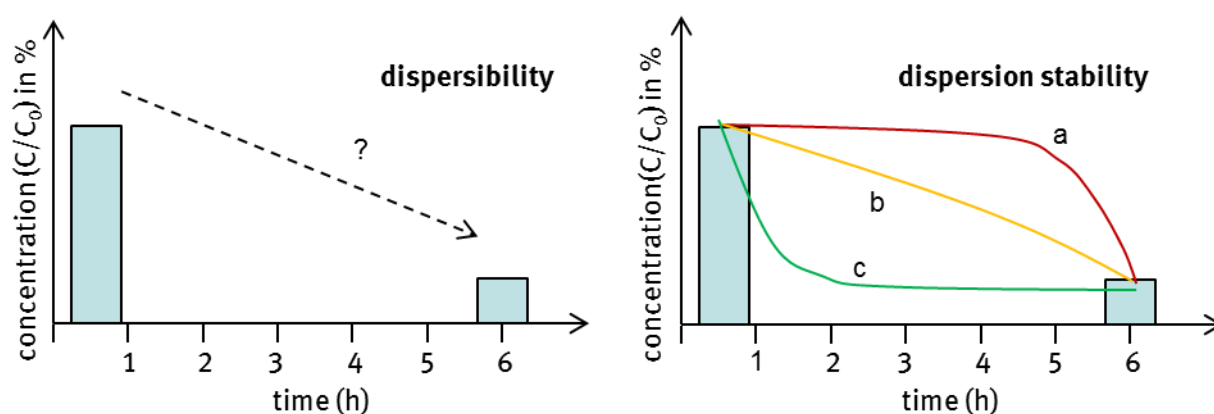 concentration (C/C₀) in %
dispersibility
?
1 2 3 4 5 6
time (h)
concentration(C/C₀) in %
dispersion stability
a
b
c
1 2 3 4 5 6
time (h)